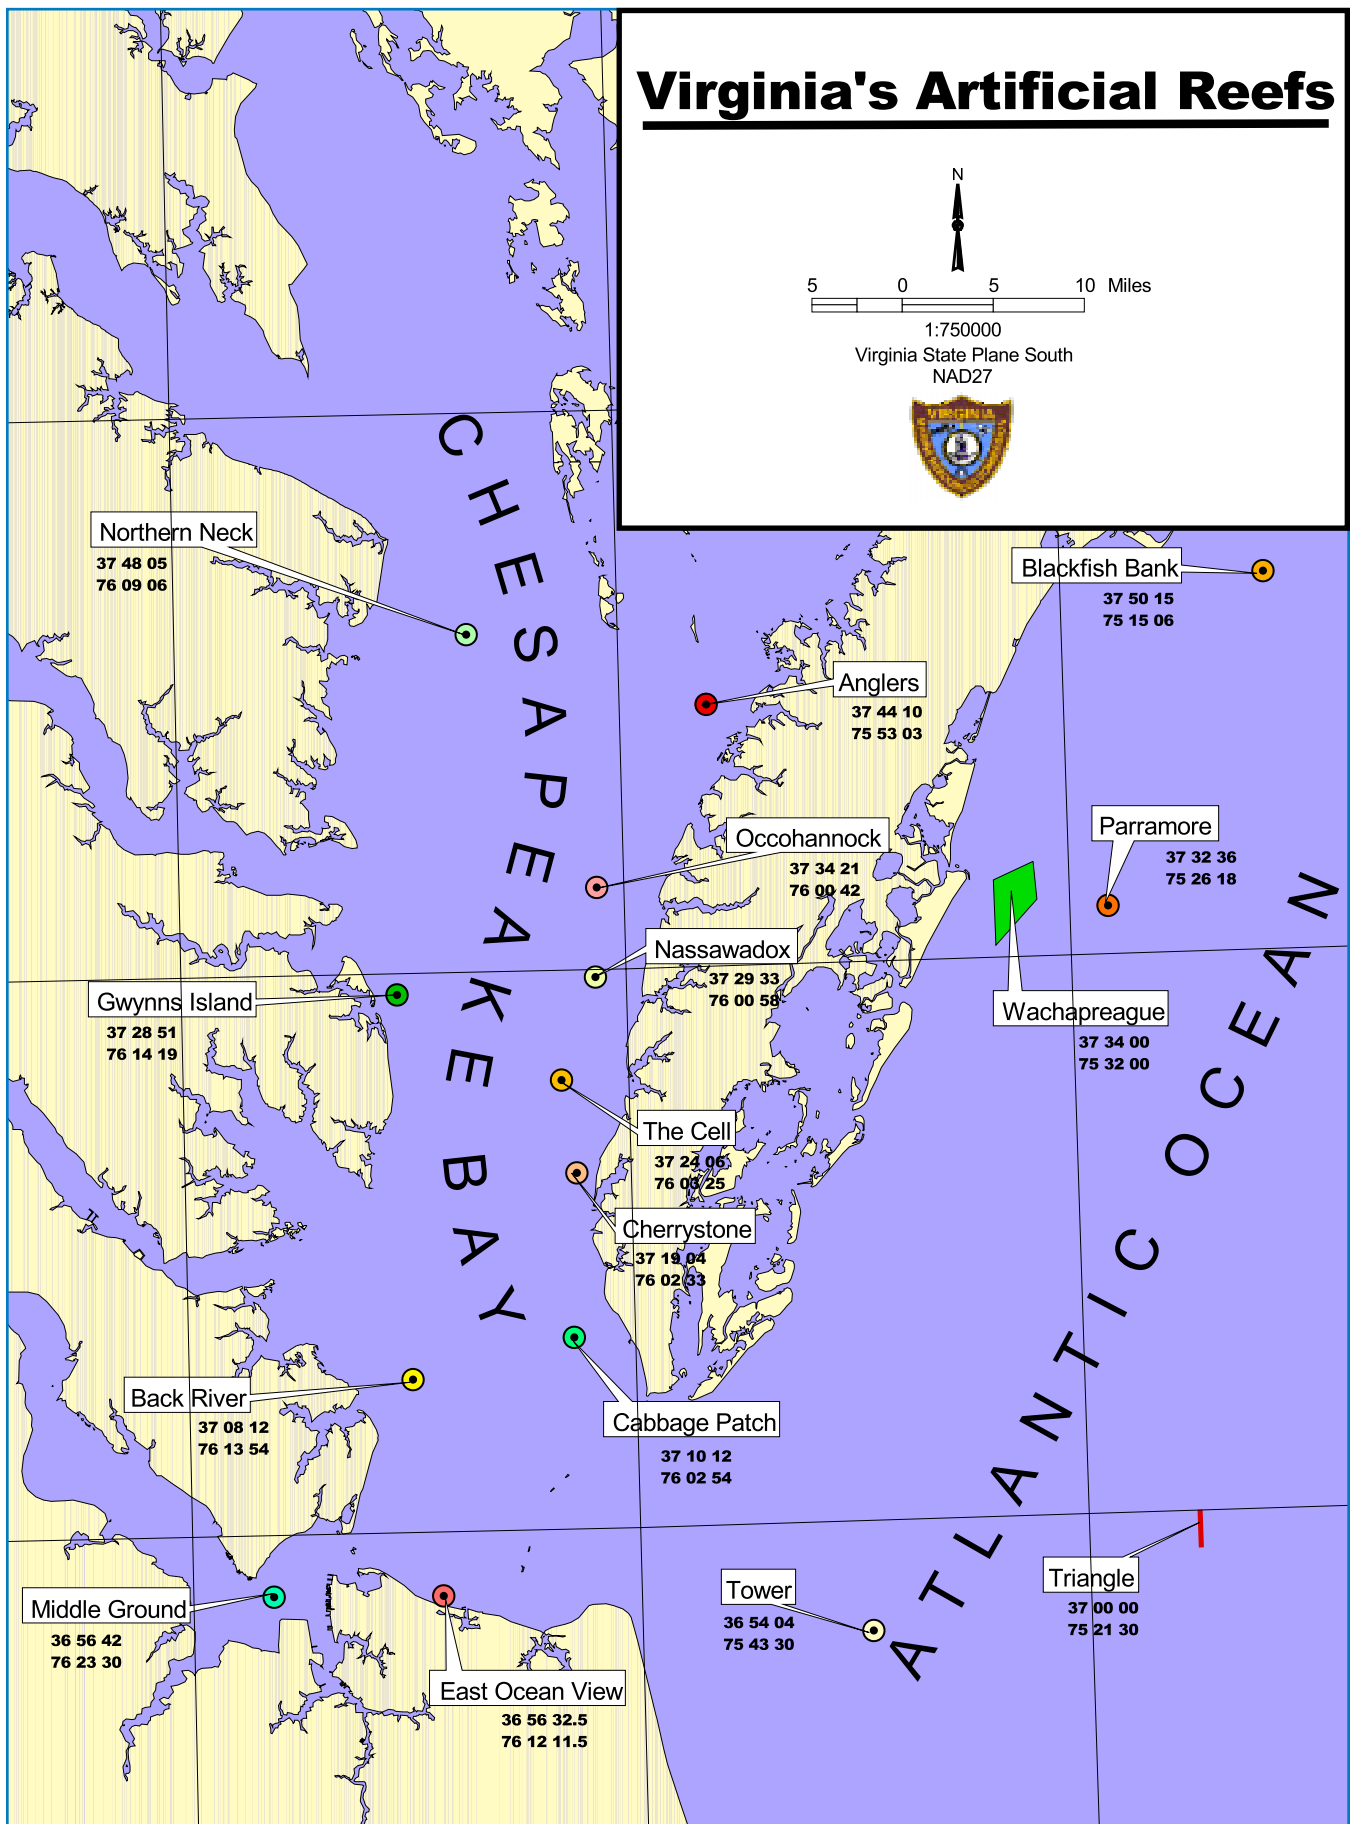 Virginia's Artificial Reefs
N
5 0 5 10 Miles
1:750000
Virginia State Plane South
NAD27
VIRGINIA
CHESAPEAKE BAY
ATLANTIC OCEAN
Northern Neck
37 48 05
76 09 06
Blackfish Bank
37 50 15
75 15 06
Anglers
37 44 10
75 53 03
Parramore
37 32 36
75 26 18
Occohannock
37 34 21
76 00 42
Nassawadox
37 29 33
76 00 58
Gwynns Island
37 28 51
76 14 19
Wachapreague
37 34 00
75 32 00
The Cell
37 24 06
76 03 25
Cherrystone
37 19 04
76 02 33
Back River
37 08 12
76 13 54
Cabbage Patch
37 10 12
76 02 54
Triangle
37 00 00
75 21 30
Tower
36 54 04
75 43 30
Middle Ground
36 56 42
76 23 30
East Ocean View
36 56 32.5
76 12 11.5